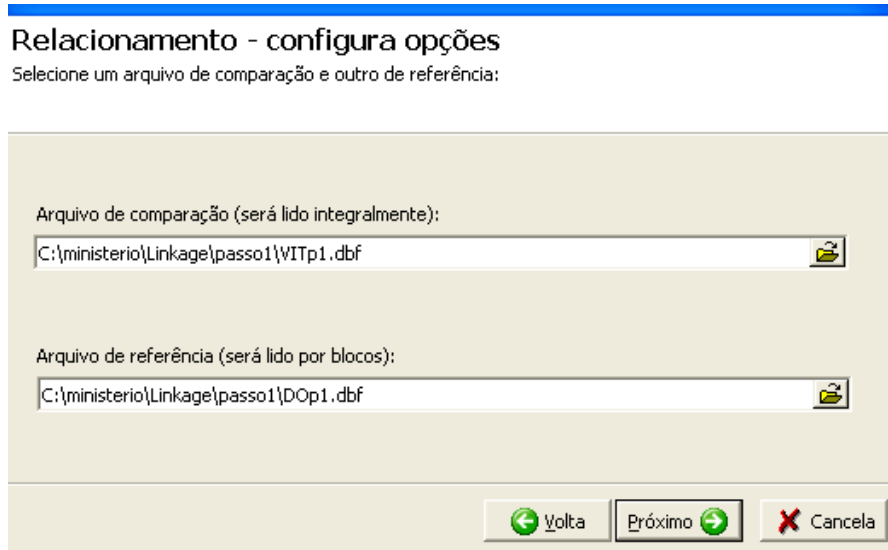 Relacionamento - configura opções
Selecione um arquivo de comparação e outro de referência:
Arquivo de comparação (será lido integralmente):
C:\ministerio\Linkage\passo1\VITp1.dbf
Arquivo de referência (será lido por blocos):
C:\ministerio\Linkage\passo1\DOp1.dbf
Volta Próximo Cancela